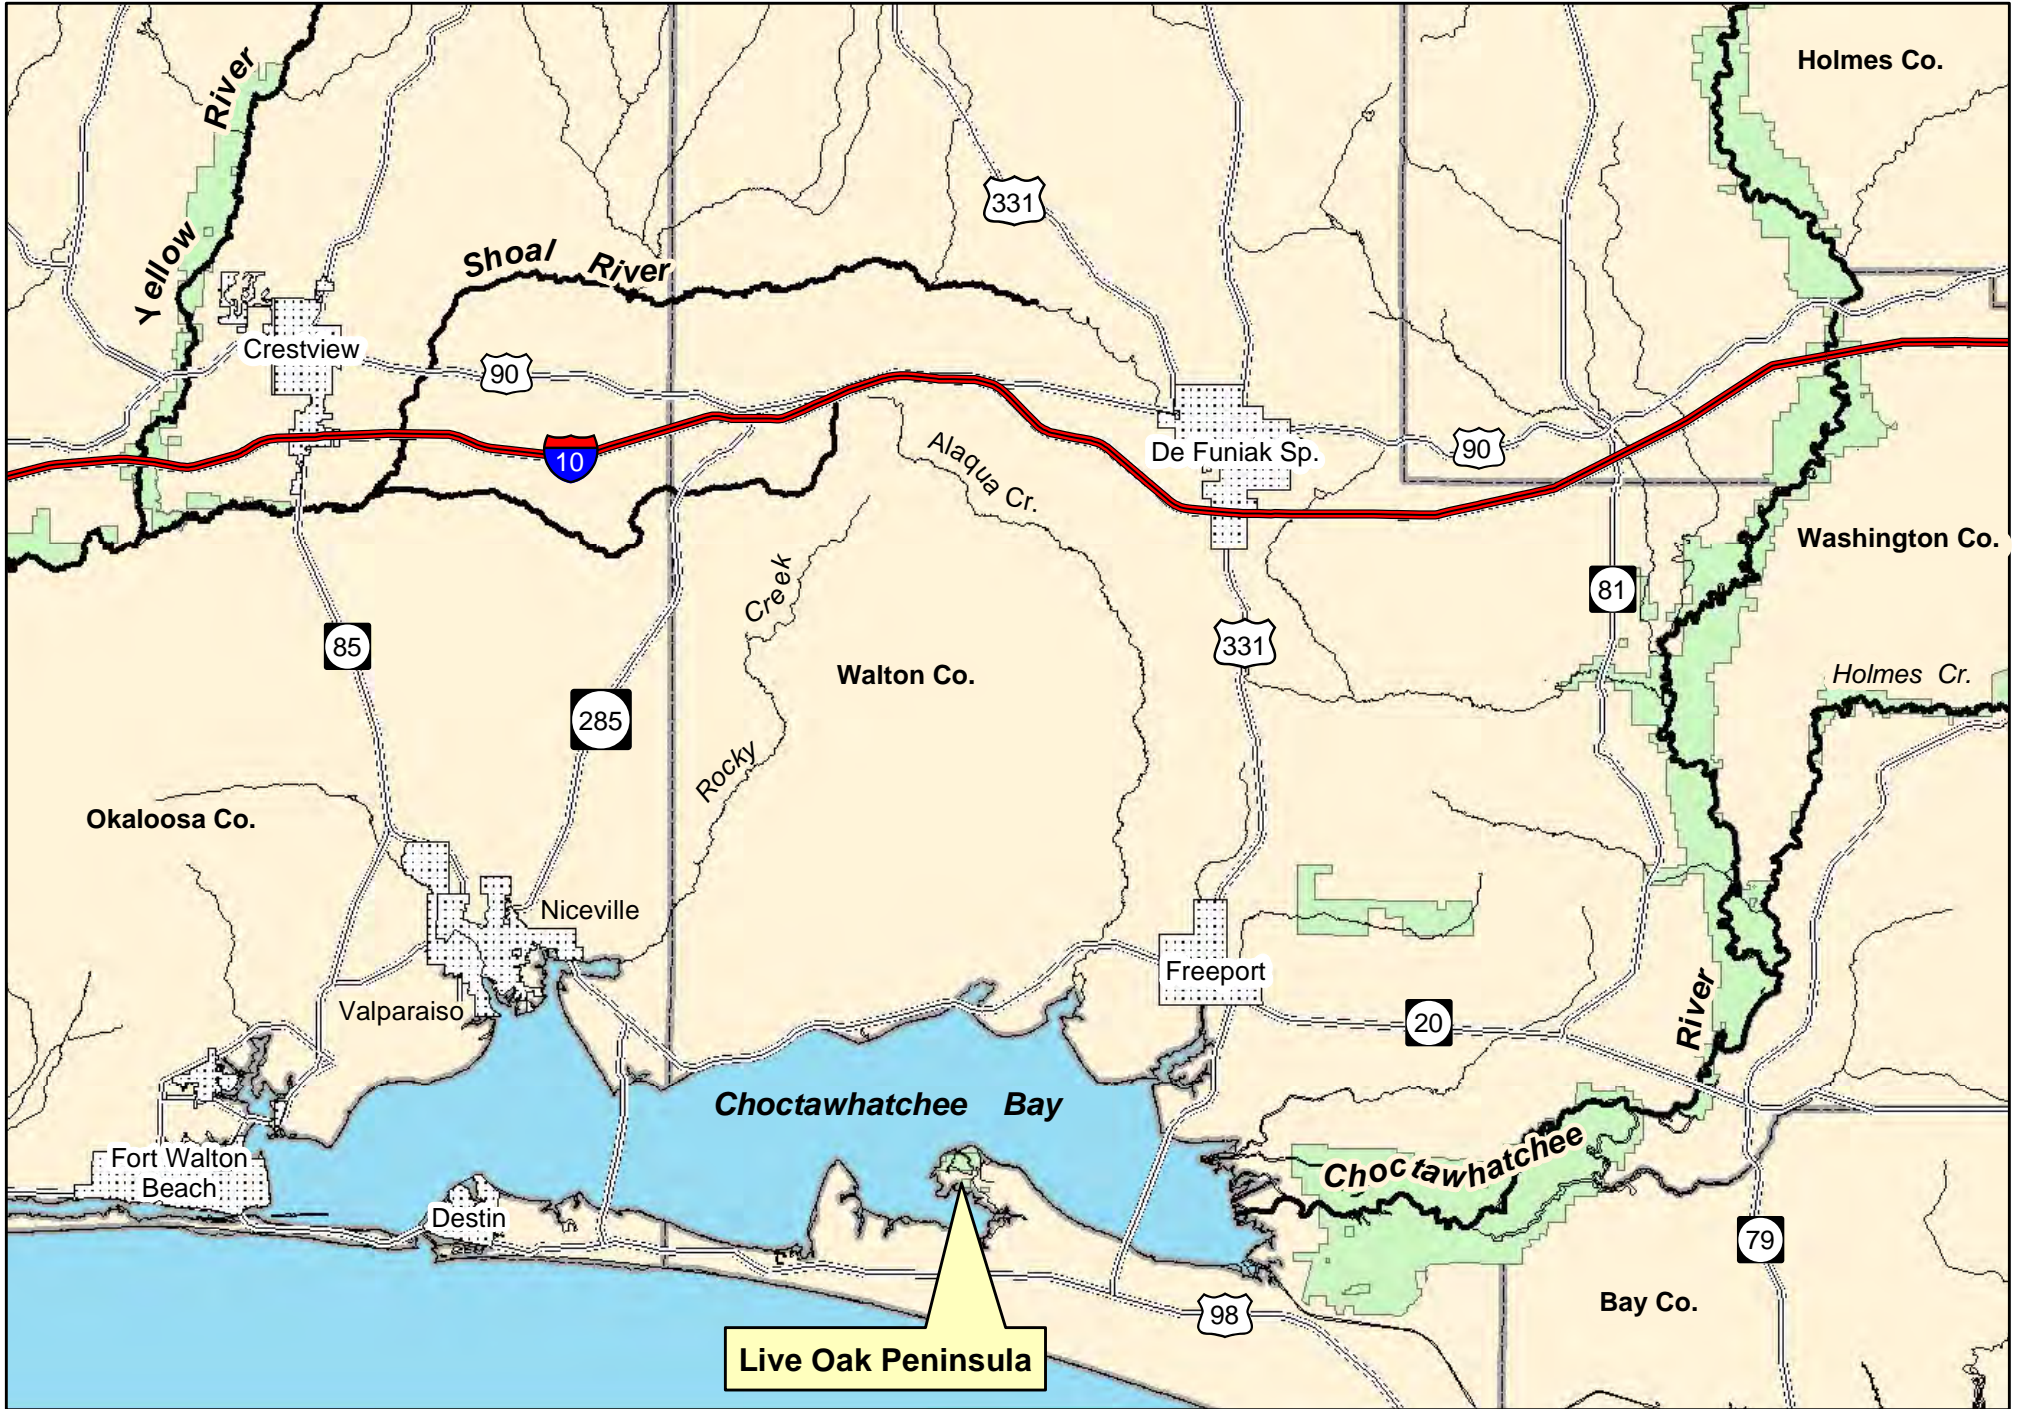 Holmes Co.
Yellow River
331
Shoal River
Crestview
90
10
Alaqua Cr.
De Funiak Sp.
90
Washington Co.
Rocky Creek
81
85
331
Walton Co.
Holmes Cr.
285
Okaloosa Co.
Niceville
Freeport
Valparaiso
20
Choctawhatchee Bay
Choctawhatchee River
Fort Walton
Beach
Destin
79
98
Bay Co.
Live Oak Peninsula